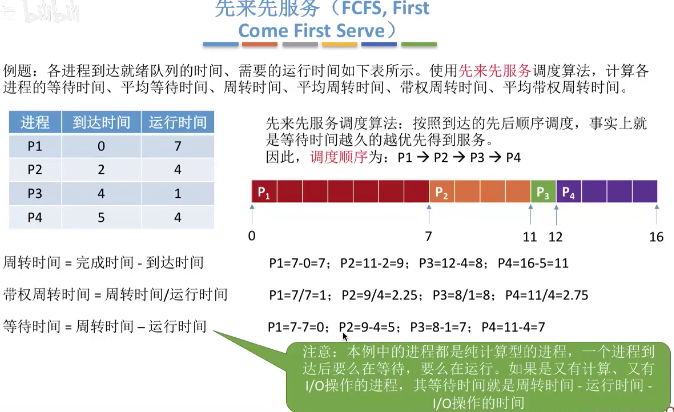 bilibili
先来先服务（FCFS, First
Come First Serve）
例题：各进程到达就绪队列的时间、需要的运行时间如下表所示。使用先来先服务调度算法，计算各
进程的等待时间、平均等待时间、周转时间、平均周转时间、带权周转时间、平均带权周转时间。
进程 到达时间 运行时间
P1 0 7
P2 2 4
P3 4 1
P4 5 4
先来先服务调度算法：按照到达的先后顺序调度，事实上就
是等待时间越久的越优先得到服务。
因此，调度顺序为：P1 → P2 → P3 → P4
P1 P2 P3 P4
0 7 11 12 16
周转时间 = 完成时间 - 到达时间 P1=7-0=7；P2=11-2=9；P3=12-4=8；P4=16-5=11
带权周转时间 = 周转时间/运行时间 P1=7/7=1；P2=9/4=2.25；P3=8/1=8；P4=11/4=2.75
等待时间 = 周转时间 – 运行时间 P1=7-7=0；P2=9-4=5；P3=8-1=7；P4=11-4=7
注意：本例中的进程都是纯计算型的进程，一个进程到
达后要么在等待，要么在运行。如果是又有计算、又有
I/O操作的进程，其等待时间就是周转时间 - 运行时间 -
I/O操作的时间